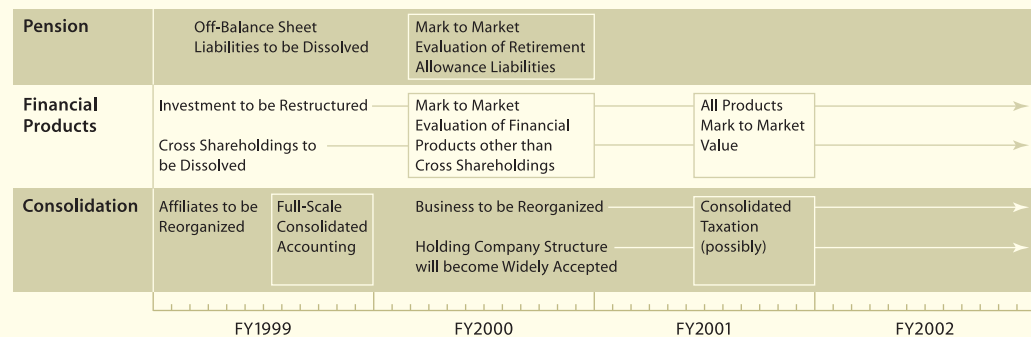 Pension
Off-Balance Sheet
Liabilities to be Dissolved
Mark to Market
Evaluation of Retirement
Allowance Liabilities
Financial
Products
Investment to be Restructured
Cross Shareholdings to
be Dissolved
Mark to Market
Evaluation of Financial
Products other than
Cross Shareholdings
All Products
Mark to Market
Value
Consolidation
Affiliates to be
Reorganized
Full-Scale
Consolidated
Accounting
Business to be Reorganized
Holding Company Structure
will become Widely Accepted
Consolidated
Taxation
(possibly)
FY1999
FY2000
FY2001
FY2002